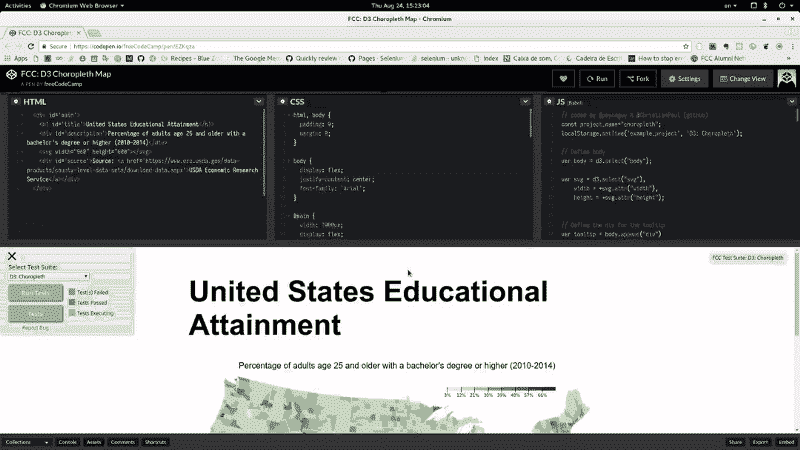 Activities Chromium Web Browser Thu Aug 24, 15:23:04 en
FCC: D3 Choropleth Map - Chromium
FCC: D3 Choropleth
Secure https://codepen.io/freeCodeCamp/pen/EZKqza
Apps Recipes - Blue Z The Google Me Quickly review Pages · Selenium selenium - unkn Index Caixa de som, C Cadeira de Escri How to stop err FCC Alumni Net
FCC: D3 Choropleth Map
A PEN BY freeCodeCamp
Run Fork Settings Change View
HTML
<div id="main">
<h1 id="title">United States Educational Attainment</h1>
<div id="description">Percentage of adults age 25 and older with a
bachelor's degree or higher (2010-2014)</div>
<svg width="960" height="600"></svg>
<div id="source">Source: <a href="https://www.ers.usda.gov/data-
products/county-level-data-sets/download-data.aspx">USDA Economic Research
Service</a></div>
</div>
CSS
html, body {
padding: 0;
margin: 0;
}
body {
display: flex;
justify-content: center;
font-family: 'Arial';
}
#main {
width: 1000px;
display: flex;
JS (Babel)
const project_name="choropleth";
localStorage.setItem('example_project', 'D3: Choropleth');
// Define body
var body = d3.select("body");
var svg = d3.select("svg"),
width = +svg.attr("width"),
height = +svg.attr("height");
// Define the div for the tooltip
var tooltip = body.append("div")
FCC Test Suite: D3: Choropleth
Select Test Suite:
D3: Choropleth
Run Tests
Test(s) Failed
Tests Passed
Tests
Tests Executing
Report Bug
United States Educational
Attainment
Percentage of adults age 25 and older with a bachelor's degree or higher (2010-2014)
3% 12% 21% 30% 39% 48% 57% 66%
Collections Console Assets Comments Shortcuts Share Export Embed